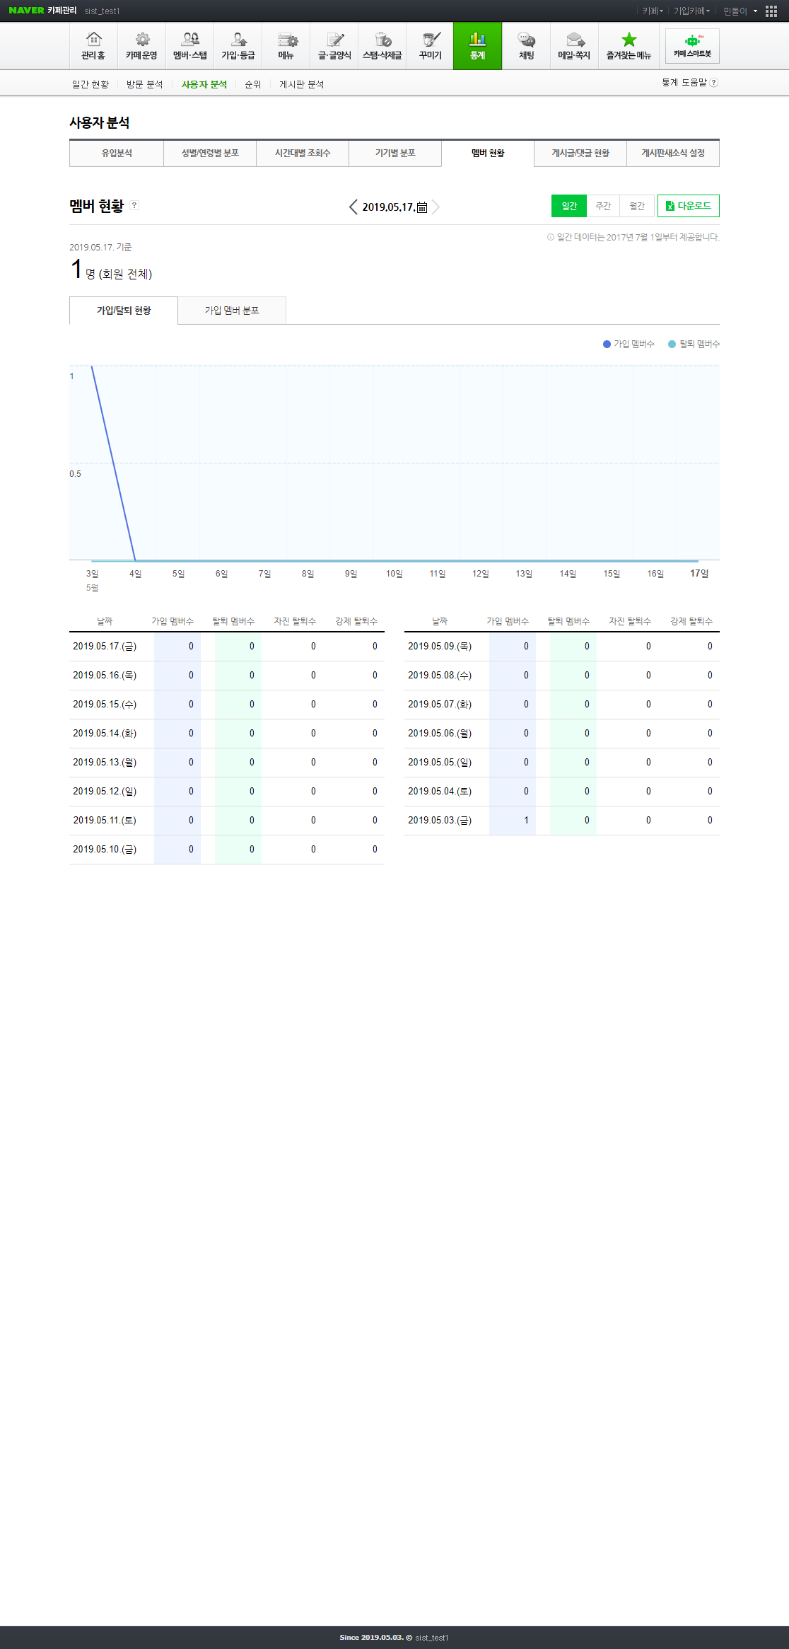 NAVER 카페관리 sist_test1 카페 가입카페 민돌이
관리 홈 카페 운영 멤버·스탭 가입·등급 메뉴 글·글양식 스팸·삭제글 꾸미기 통계 채팅 메일·쪽지 즐겨찾는 메뉴 카페 스마트봇
일간 현황 방문 분석 사용자 분석 순위 게시판 분석 통계 도움말 ?
사용자 분석
유입분석 성별/연령별 분포 시간대별 조회수 기기별 분포 멤버 현황 게시글/댓글 현황 게시판새소식 설정
멤버 현황 ? 2019.05.17. 일간 주간 월간 다운로드
일간 데이터는 2017년 7월 1일부터 제공합니다.
2019.05.17. 기준
1 명 (회원 전체)
가입/탈퇴 현황 가입 멤버 분포
가입 멤버수 탈퇴 멤버수
1
0.5
3일 4일 5일 6일 7일 8일 9일 10일 11일 12일 13일 14일 15일 16일 17일
5월
날짜 가입 멤버수 탈퇴 멤버수 자진 탈퇴수 강제 탈퇴수 날짜 가입 멤버수 탈퇴 멤버수 자진 탈퇴수 강제 탈퇴수
2019.05.17.(금) 0 0 0 0 2019.05.09.(목) 0 0 0 0
2019.05.16.(목) 0 0 0 0 2019.05.08.(수) 0 0 0 0
2019.05.15.(수) 0 0 0 0 2019.05.07.(화) 0 0 0 0
2019.05.14.(화) 0 0 0 0 2019.05.06.(월) 0 0 0 0
2019.05.13.(월) 0 0 0 0 2019.05.05.(일) 0 0 0 0
2019.05.12.(일) 0 0 0 0 2019.05.04.(토) 0 0 0 0
2019.05.11.(토) 0 0 0 0 2019.05.03.(금) 1 0 0 0
2019.05.10.(금) 0 0 0 0
Since 2019.05.03. © sist_test1